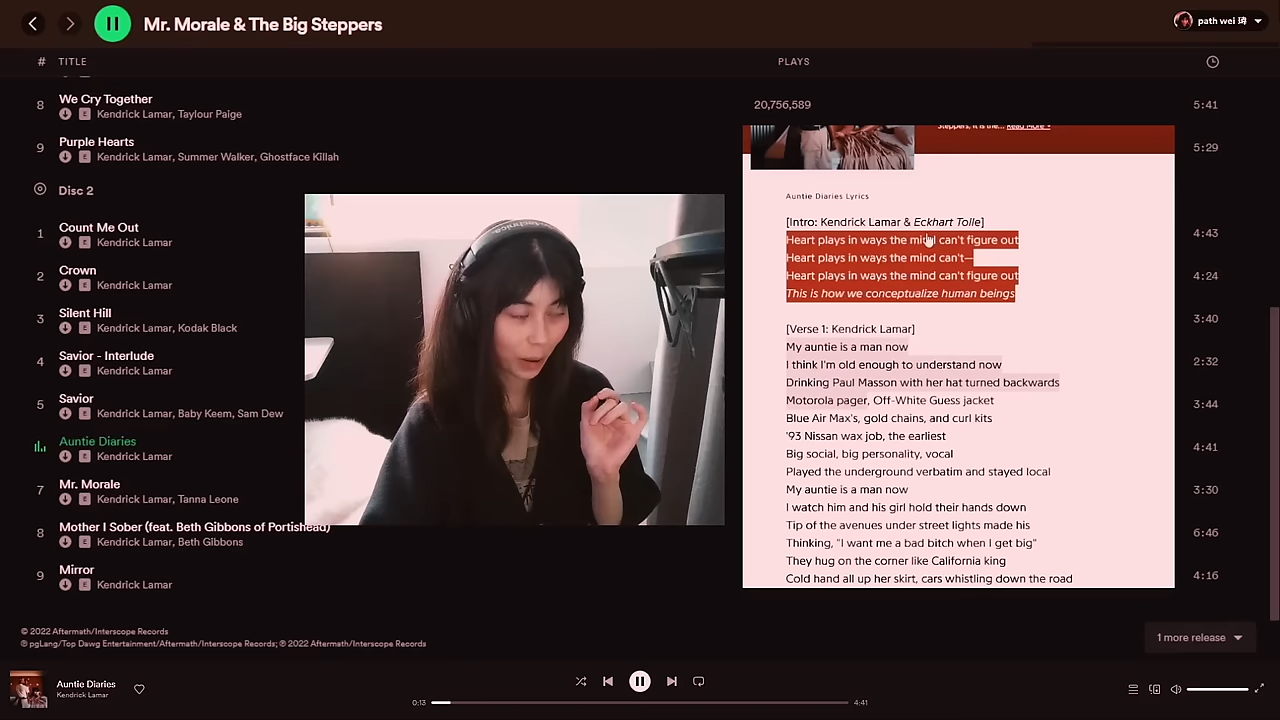 Mr. Morale & The Big Steppers
path wei 瑋
# TITLE PLAYS
8 We Cry Together 20,756,589 5:41
E Kendrick Lamar, Taylour Paige
9 Purple Hearts 5:29
E Kendrick Lamar, Summer Walker, Ghostface Killah
Disc 2
1 Count Me Out 4:43
E Kendrick Lamar
2 Crown 4:24
E Kendrick Lamar
3 Silent Hill 3:40
E Kendrick Lamar, Kodak Black
4 Savior - Interlude 2:32
E Kendrick Lamar
5 Savior 3:44
E Kendrick Lamar, Baby Keem, Sam Dew
Auntie Diaries 4:41
E Kendrick Lamar
7 Mr. Morale 3:30
E Kendrick Lamar, Tanna Leone
8 Mother I Sober (feat. Beth Gibbons of Portishead) 6:46
E Kendrick Lamar, Beth Gibbons
9 Mirror 4:16
E Kendrick Lamar
Steppers, it is the... Read More
Auntie Diaries Lyrics
[Intro: Kendrick Lamar & Eckhart Tolle]
Heart plays in ways the mind can't figure out
Heart plays in ways the mind can't—
Heart plays in ways the mind can't figure out
This is how we conceptualize human beings
[Verse 1: Kendrick Lamar]
My auntie is a man now
I think I'm old enough to understand now
Drinking Paul Masson with her hat turned backwards
Motorola pager, Off-White Guess jacket
Blue Air Max's, gold chains, and curl kits
'93 Nissan wax job, the earliest
Big social, big personality, vocal
Played the underground verbatim and stayed local
My auntie is a man now
I watch him and his girl hold their hands down
Tip of the avenues under street lights made his
Thinking, "I want me a bad bitch when I get big"
They hug on the corner like California king
Cold hand all up her skirt, cars whistling down the road
© 2022 Aftermath/Interscope Records
℗ pgLang/Top Dawg Entertainment/Aftermath/Interscope Records; ℗ 2022 Aftermath/Interscope Records
1 more release
Auntie Diaries
Kendrick Lamar
0:13 4:41